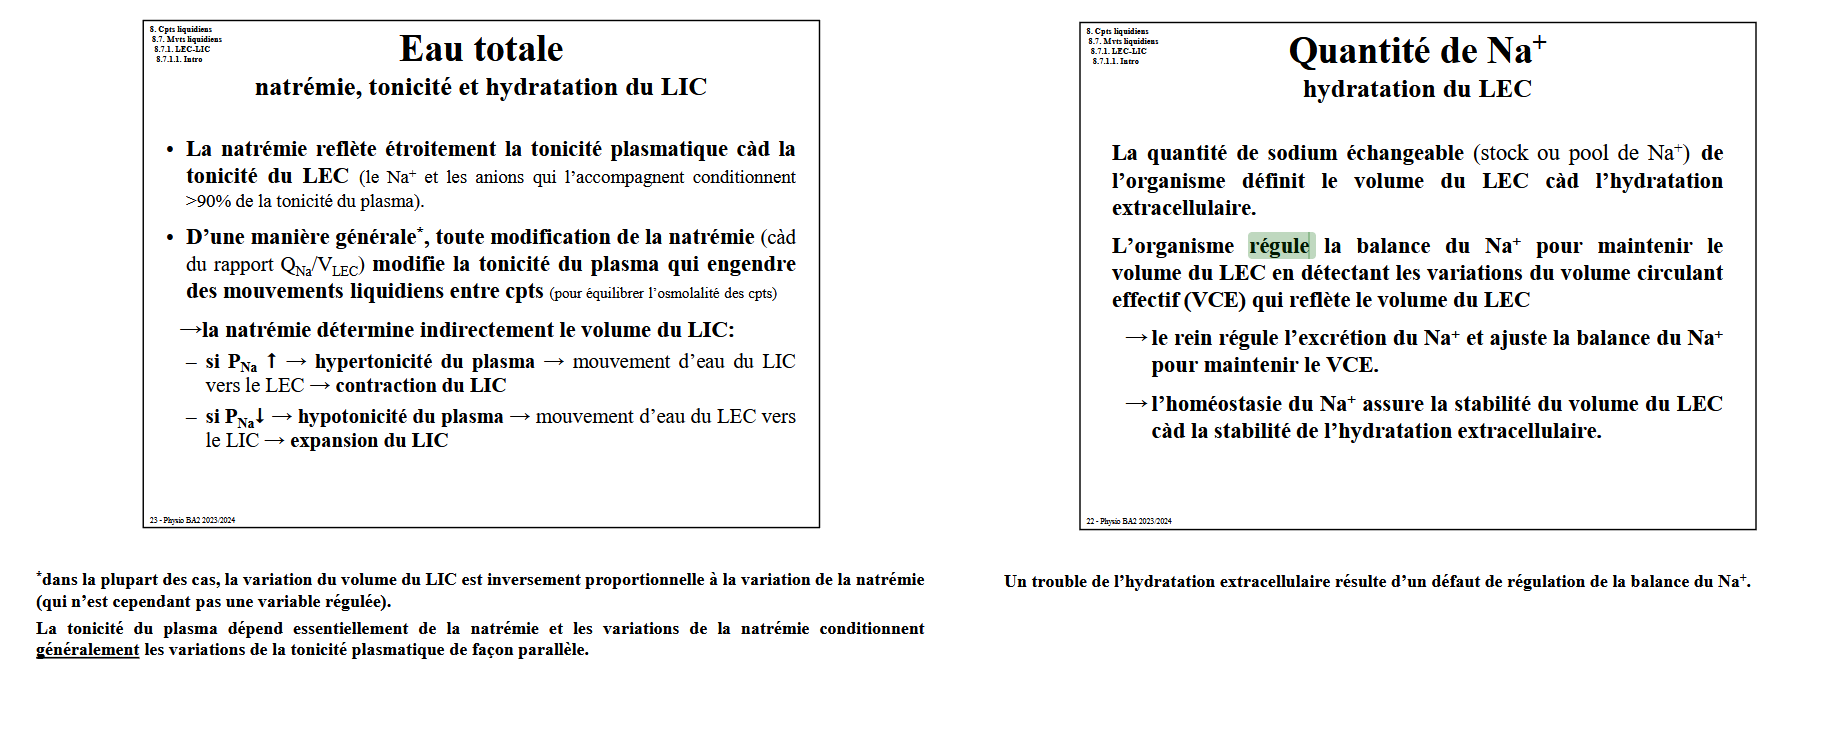 8. Cpts liquidiens
8.7. Mvts liquidiens
8.7.1. LEC-LIC
8.7.1.1. Intro
Eau totale
natrémie, tonicité et hydratation du LIC
• La natrémie reflète étroitement la tonicité plasmatique càd la
tonicité du LEC (le Na⁺ et les anions qui l’accompagnent conditionnent
>90% de la tonicité du plasma).
• D’une manière générale*, toute modification de la natrémie (càd
du rapport QNa/VLEC) modifie la tonicité du plasma qui engendre
des mouvements liquidiens entre cpts (pour équilibrer l’osmolalité des cpts)
→la natrémie détermine indirectement le volume du LIC:
– si PNa ↑ → hypertonicité du plasma → mouvement d’eau du LIC
vers le LEC → contraction du LIC
– si PNa↓ → hypotonicité du plasma → mouvement d’eau du LEC vers
le LIC → expansion du LIC
23 - Physio BA2 2023/2024
*dans la plupart des cas, la variation du volume du LIC est inversement proportionnelle à la variation de la natrémie
(qui n’est cependant pas une variable régulée).
La tonicité du plasma dépend essentiellement de la natrémie et les variations de la natrémie conditionnent
généralement les variations de la tonicité plasmatique de façon parallèle.
8. Cpts liquidiens
8.7. Mvts liquidiens
8.7.1. LEC-LIC
8.7.1.1. Intro
Quantité de Na⁺
hydratation du LEC
La quantité de sodium échangeable (stock ou pool de Na⁺) de
l’organisme définit le volume du LEC càd l’hydratation
extracellulaire.
L’organisme régule la balance du Na⁺ pour maintenir le
volume du LEC en détectant les variations du volume circulant
effectif (VCE) qui reflète le volume du LEC
→le rein régule l’excrétion du Na⁺ et ajuste la balance du Na⁺
pour maintenir le VCE.
→l’homéostasie du Na⁺ assure la stabilité du volume du LEC
càd la stabilité de l’hydratation extracellulaire.
22 - Physio BA2 2023/2024
Un trouble de l’hydratation extracellulaire résulte d’un défaut de régulation de la balance du Na⁺.